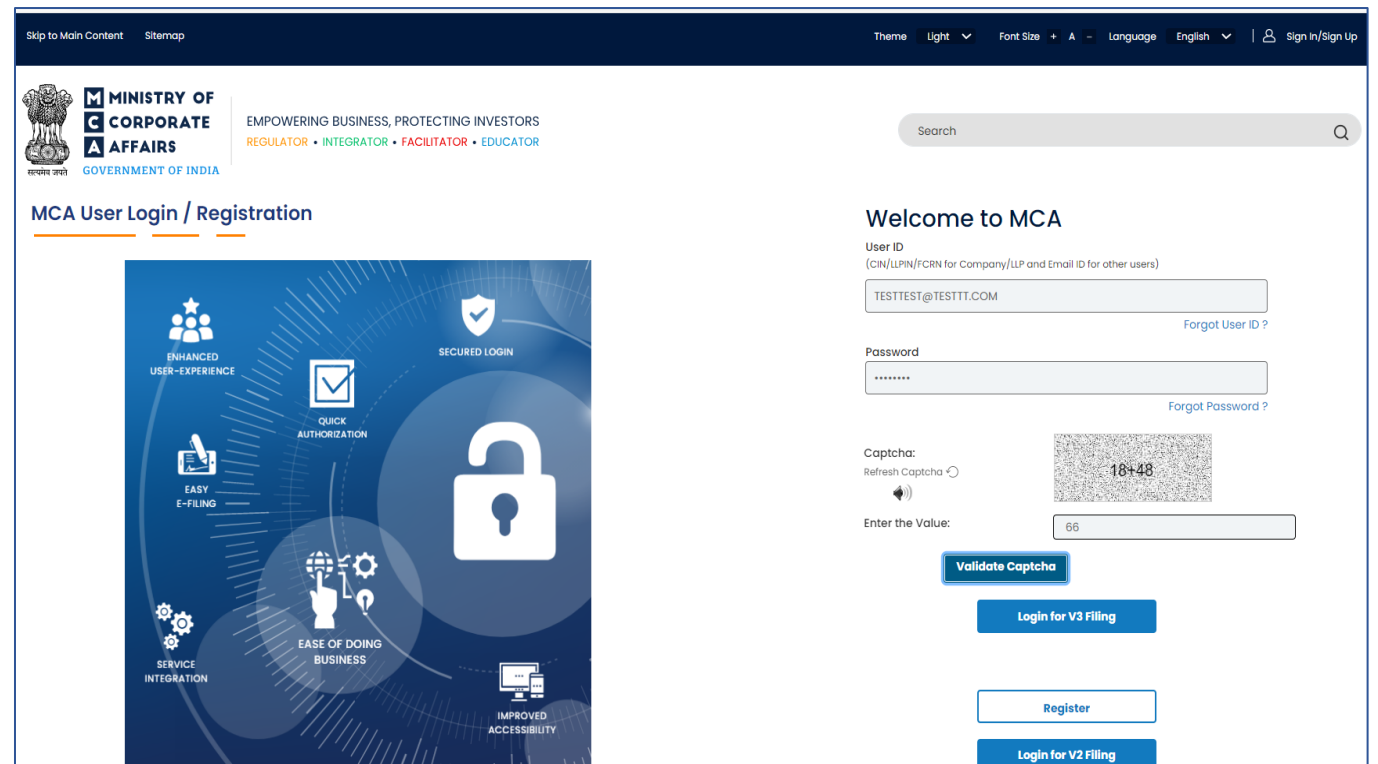 Skip to Main Content Sitemap Theme Light Font Size + A - Language English | Sign In/Sign Up
MINISTRY OF
CORPORATE
AFFAIRS
GOVERNMENT OF INDIA
सत्यमेव जयते
EMPOWERING BUSINESS, PROTECTING INVESTORS
REGULATOR • INTEGRATOR • FACILITATOR • EDUCATOR
Search
MCA User Login / Registration
ENHANCED
USER-EXPERIENCE
SECURED LOGIN
QUICK
AUTHORIZATION
EASY
E-FILING
EASE OF DOING
BUSINESS
SERVICE
INTEGRATION
IMPROVED
ACCESSIBILITY
Welcome to MCA
User ID
(CIN/LLPIN/FCRN for Company/LLP and Email ID for other users)
TESTTEST@TESTTT.COM
Forgot User ID ?
Password
••••••••
Forgot Password ?
Captcha:
Refresh Captcha
18+48
Enter the Value: 66
Validate Captcha
Login for V3 Filing
Register
Login for V2 Filing